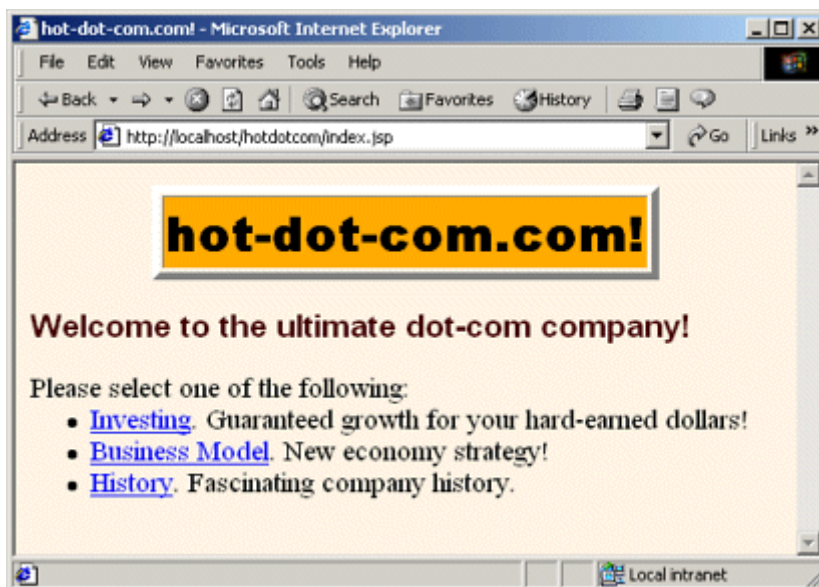 hot-dot-com.com! - Microsoft Internet Explorer
File Edit View Favorites Tools Help
Back Search Favorites History
Address http://localhost/hotdotcom/index.jsp Go Links »
hot-dot-com.com!
Welcome to the ultimate dot-com company!
Please select one of the following:
• Investing. Guaranteed growth for your hard-earned dollars!
• Business Model. New economy strategy!
• History. Fascinating company history.
Local intranet